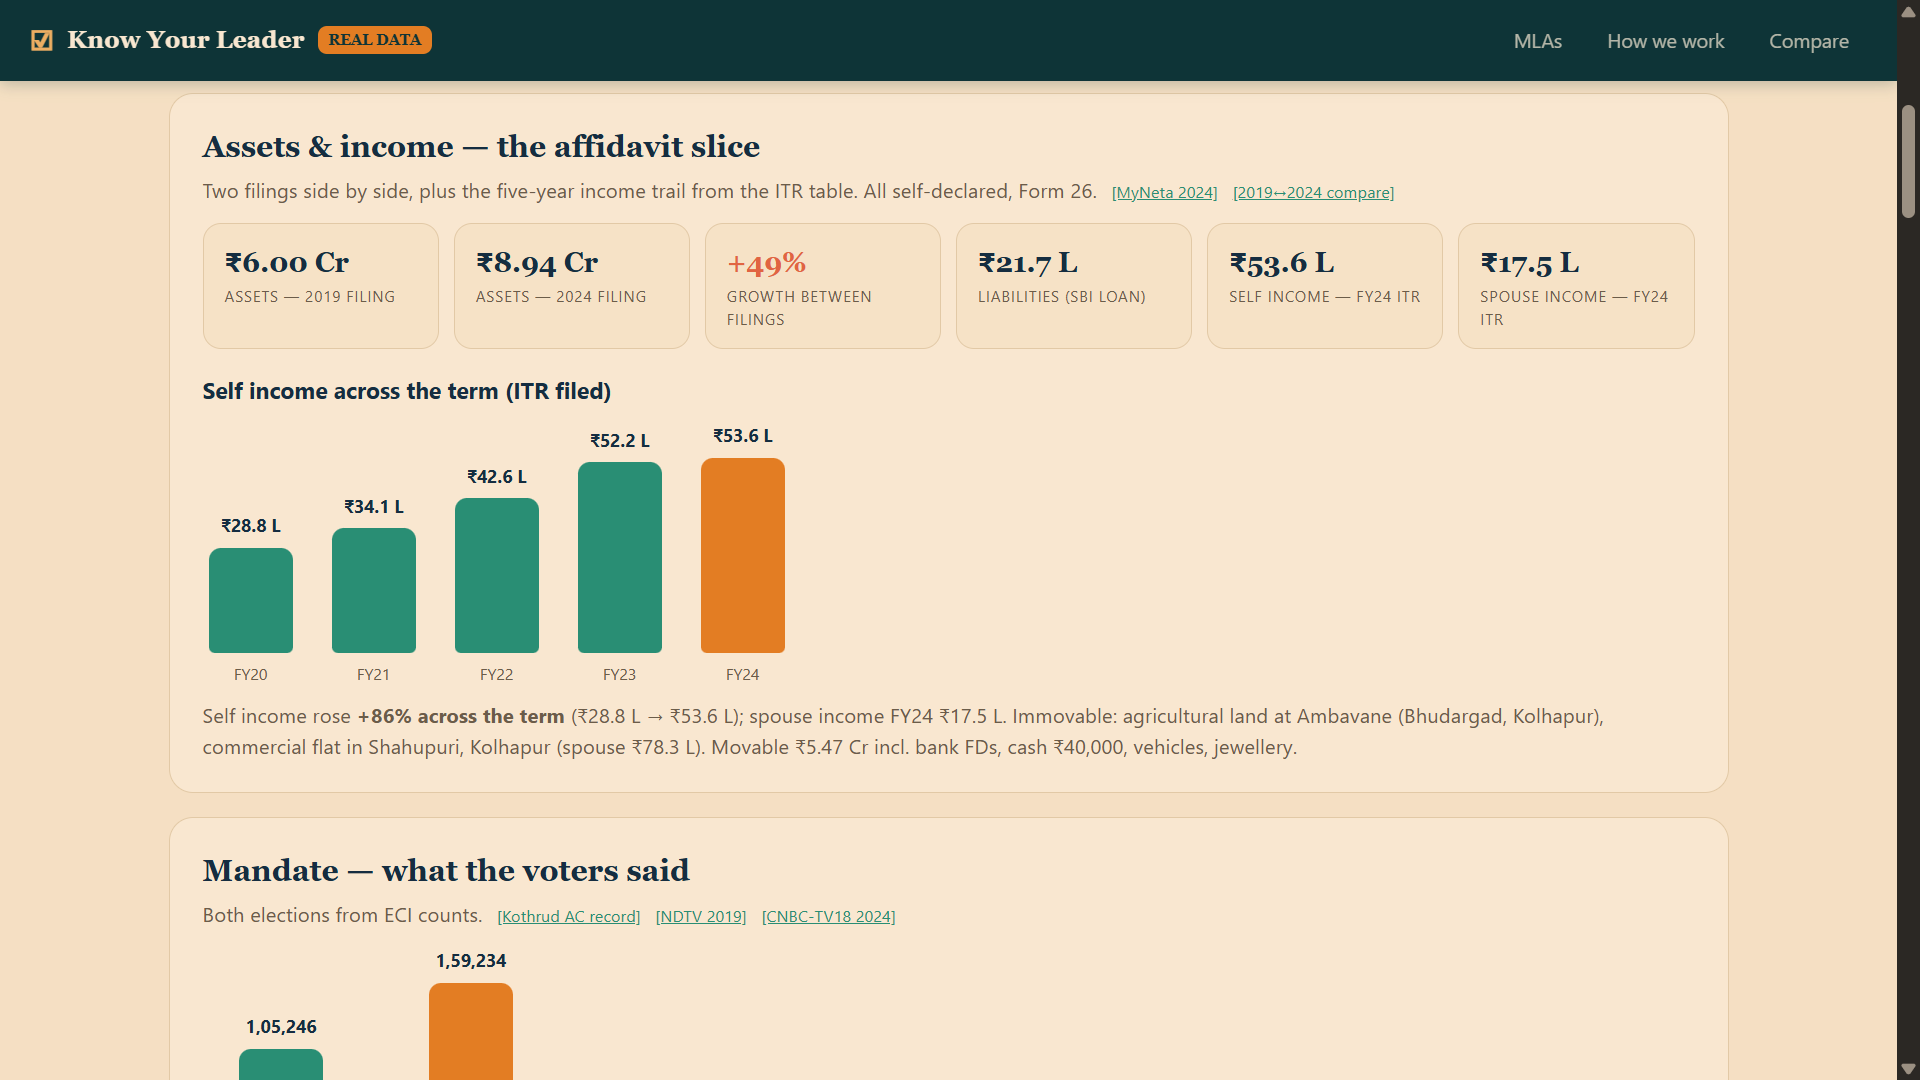 Know Your Leader
REAL DATA
MLAs
How we work
Compare
Assets & income — the affidavit slice
Two filings side by side, plus the five-year income trail from the ITR table. All self-declared, Form 26. [MyNeta 2024] [2019↔2024 compare]
₹6.00 Cr
ASSETS — 2019 FILING
₹8.94 Cr
ASSETS — 2024 FILING
+49%
GROWTH BETWEEN
FILINGS
₹21.7 L
LIABILITIES (SBI LOAN)
₹53.6 L
SELF INCOME — FY24 ITR
₹17.5 L
SPOUSE INCOME — FY24
ITR
Self income across the term (ITR filed)
₹28.8 L
₹34.1 L
₹42.6 L
₹52.2 L
₹53.6 L
FY20
FY21
FY22
FY23
FY24
Self income rose +86% across the term (₹28.8 L → ₹53.6 L); spouse income FY24 ₹17.5 L. Immovable: agricultural land at Ambavane (Bhudargad, Kolhapur),
commercial flat in Shahupuri, Kolhapur (spouse ₹78.3 L). Movable ₹5.47 Cr incl. bank FDs, cash ₹40,000, vehicles, jewellery.
Mandate — what the voters said
Both elections from ECI counts. [Kothrud AC record] [NDTV 2019] [CNBC-TV18 2024]
1,59,234
1,05,246